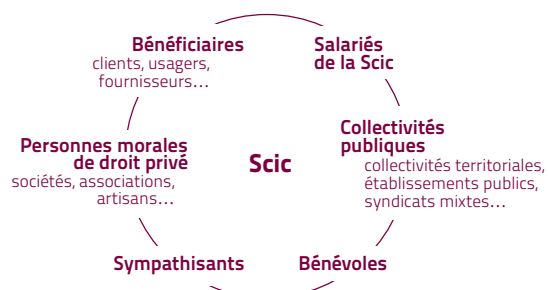 Bénéficiaires
clients, usagers,
fournisseurs…
Salariés
de la Scic
Personnes morales
de droit privé
sociétés, associations,
artisans…
Scic
Collectivités
publiques
collectivités territoriales,
établissements publics,
syndicats mixtes…
Sympathisants
Bénévoles